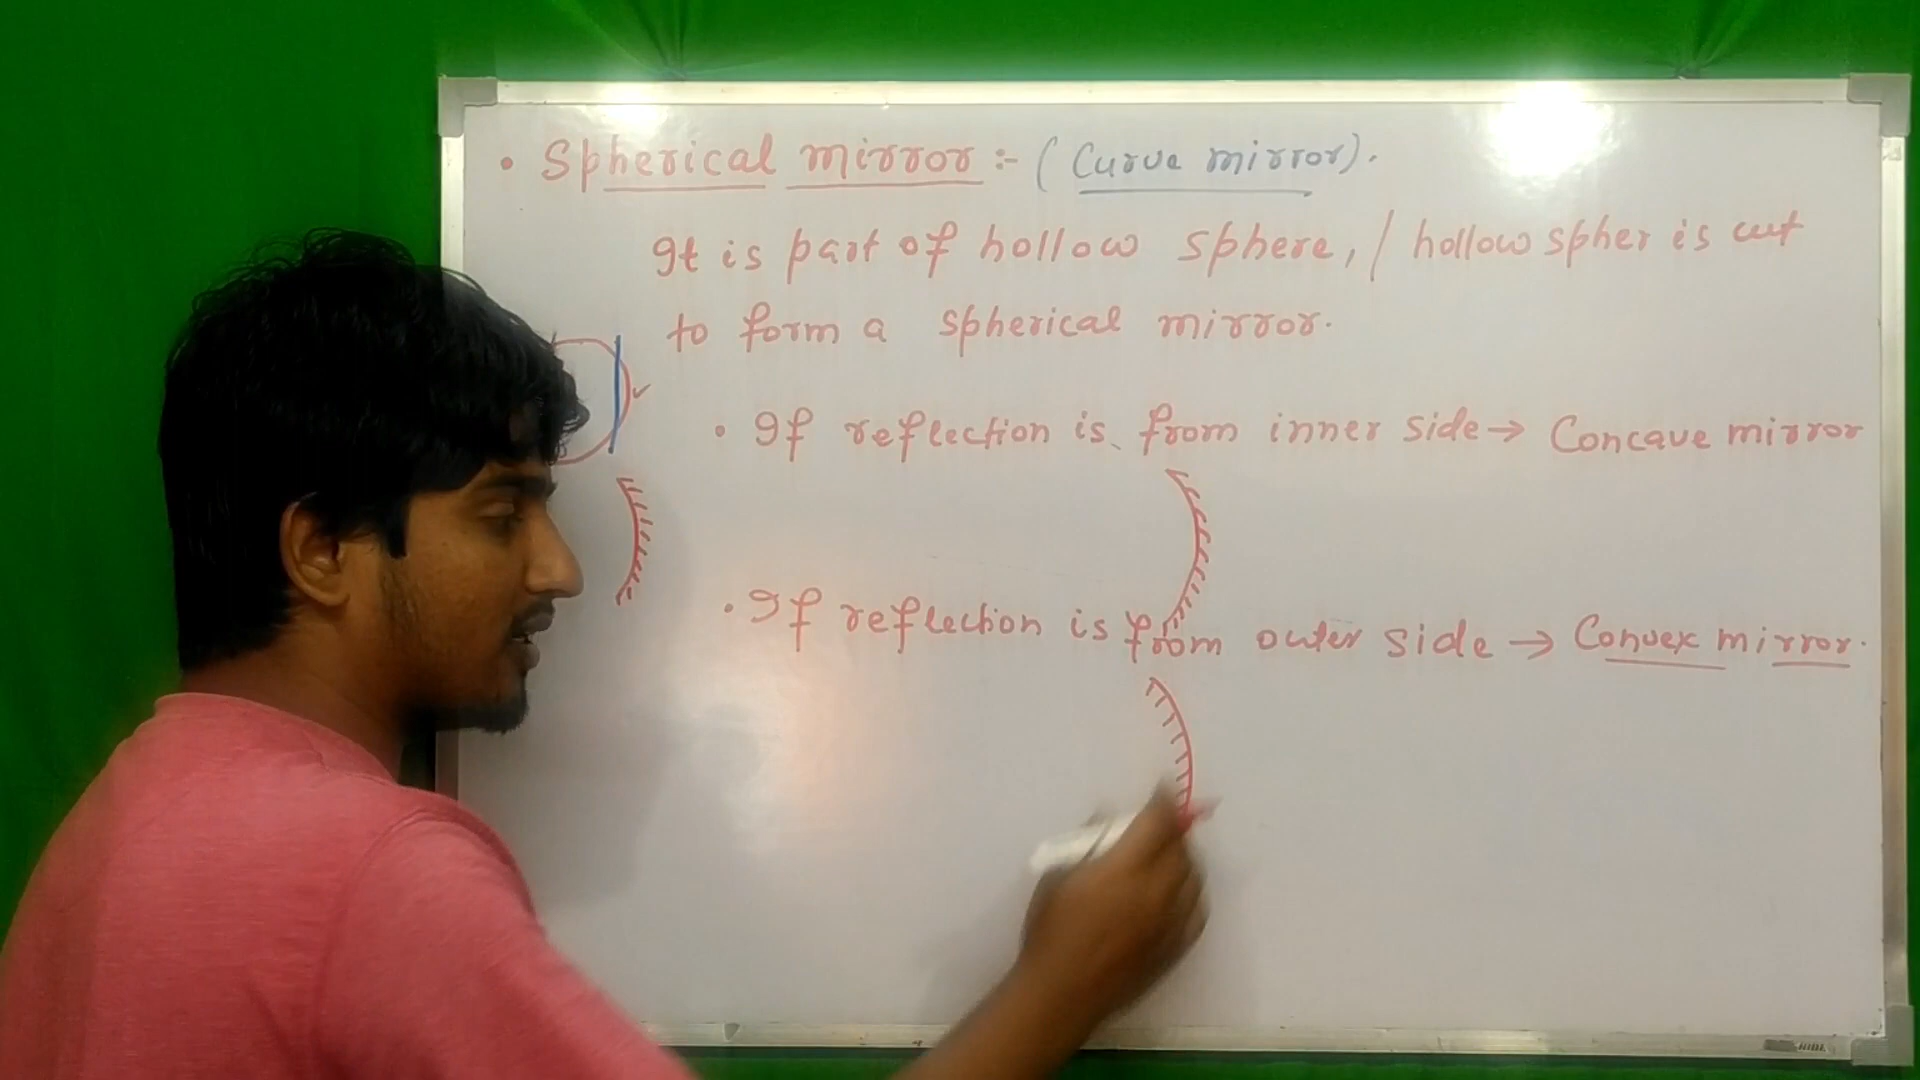 • Spherical mirror :- ( Curve mirror).
It is part of hollow sphere, / hollow spher is cut
to form a spherical mirror.
• If reflection is from inner side → Concave mirror
• If reflection is from outer side → Convex mirror.